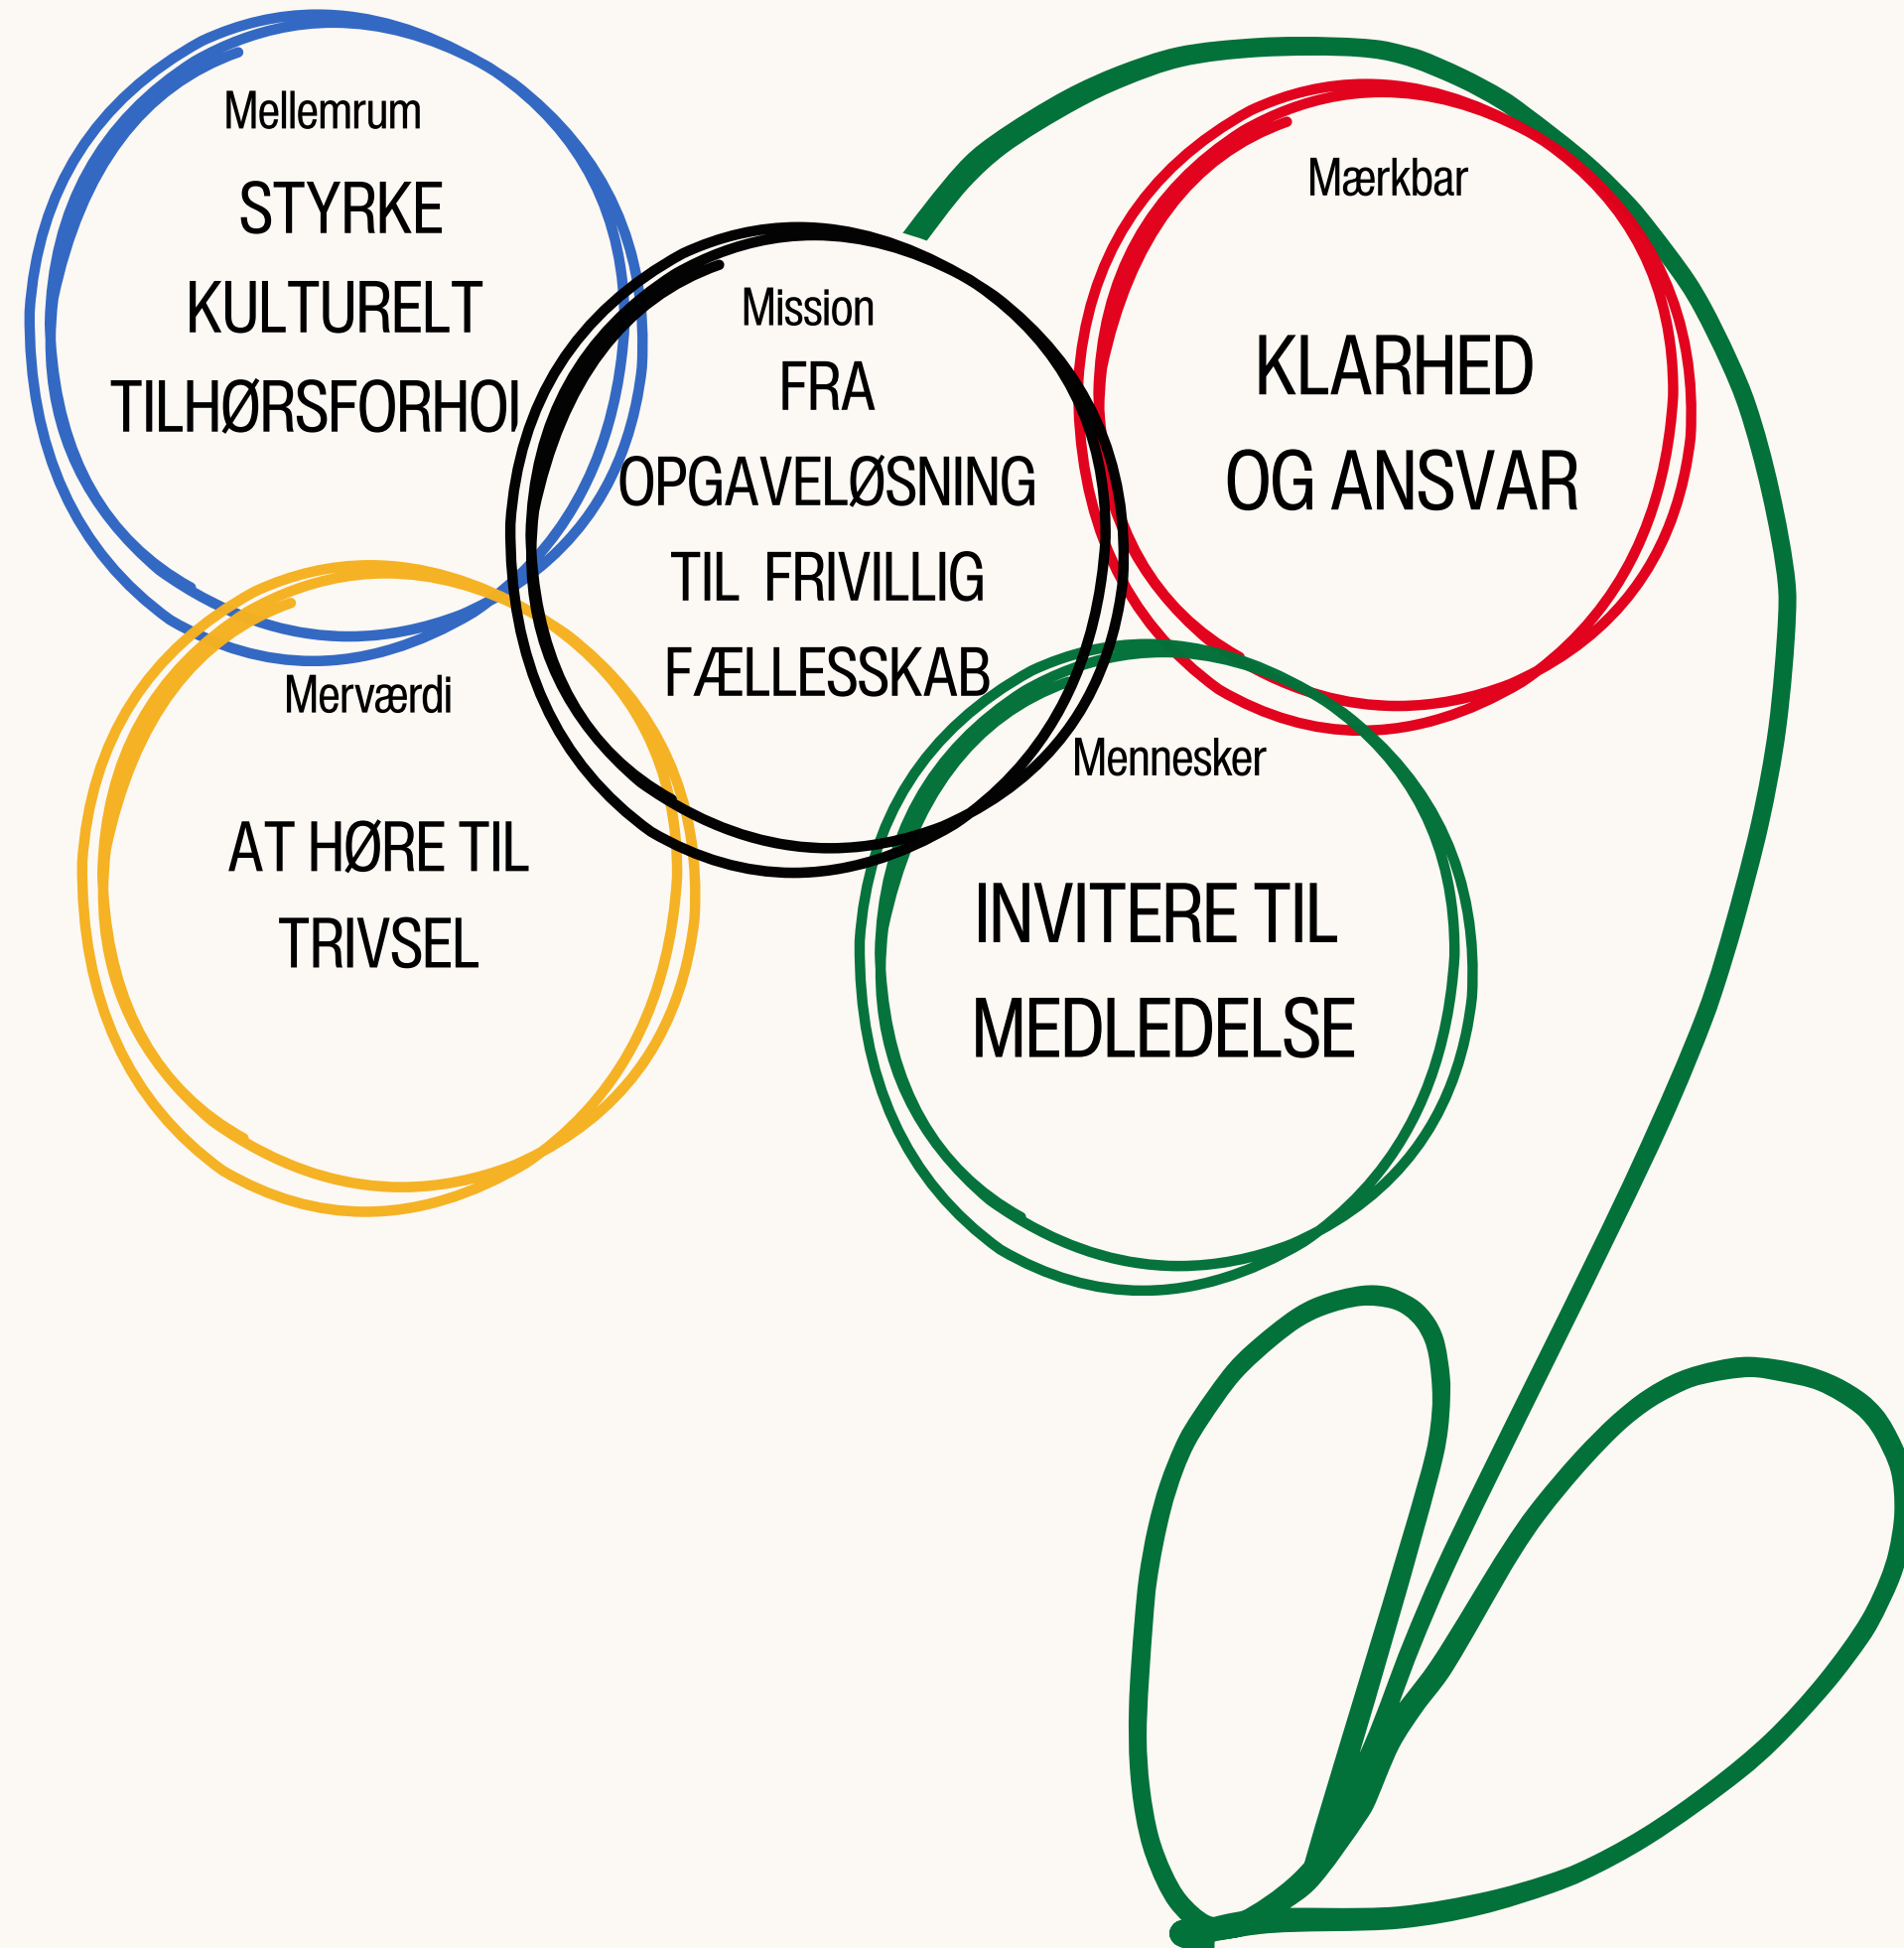 Mellemrum
STYRKE
KULTURELT
TILHØRSFORHOI
Mission
FRA
OPGAVELØSNING
TIL FRIVILLIG
FÆLLESSKAB
Mærkbar
KLARHED
OG ANSVAR
Merværdi
AT HØRE TIL
TRIVSEL
Mennesker
INVITERE TIL
MEDLEDELSE